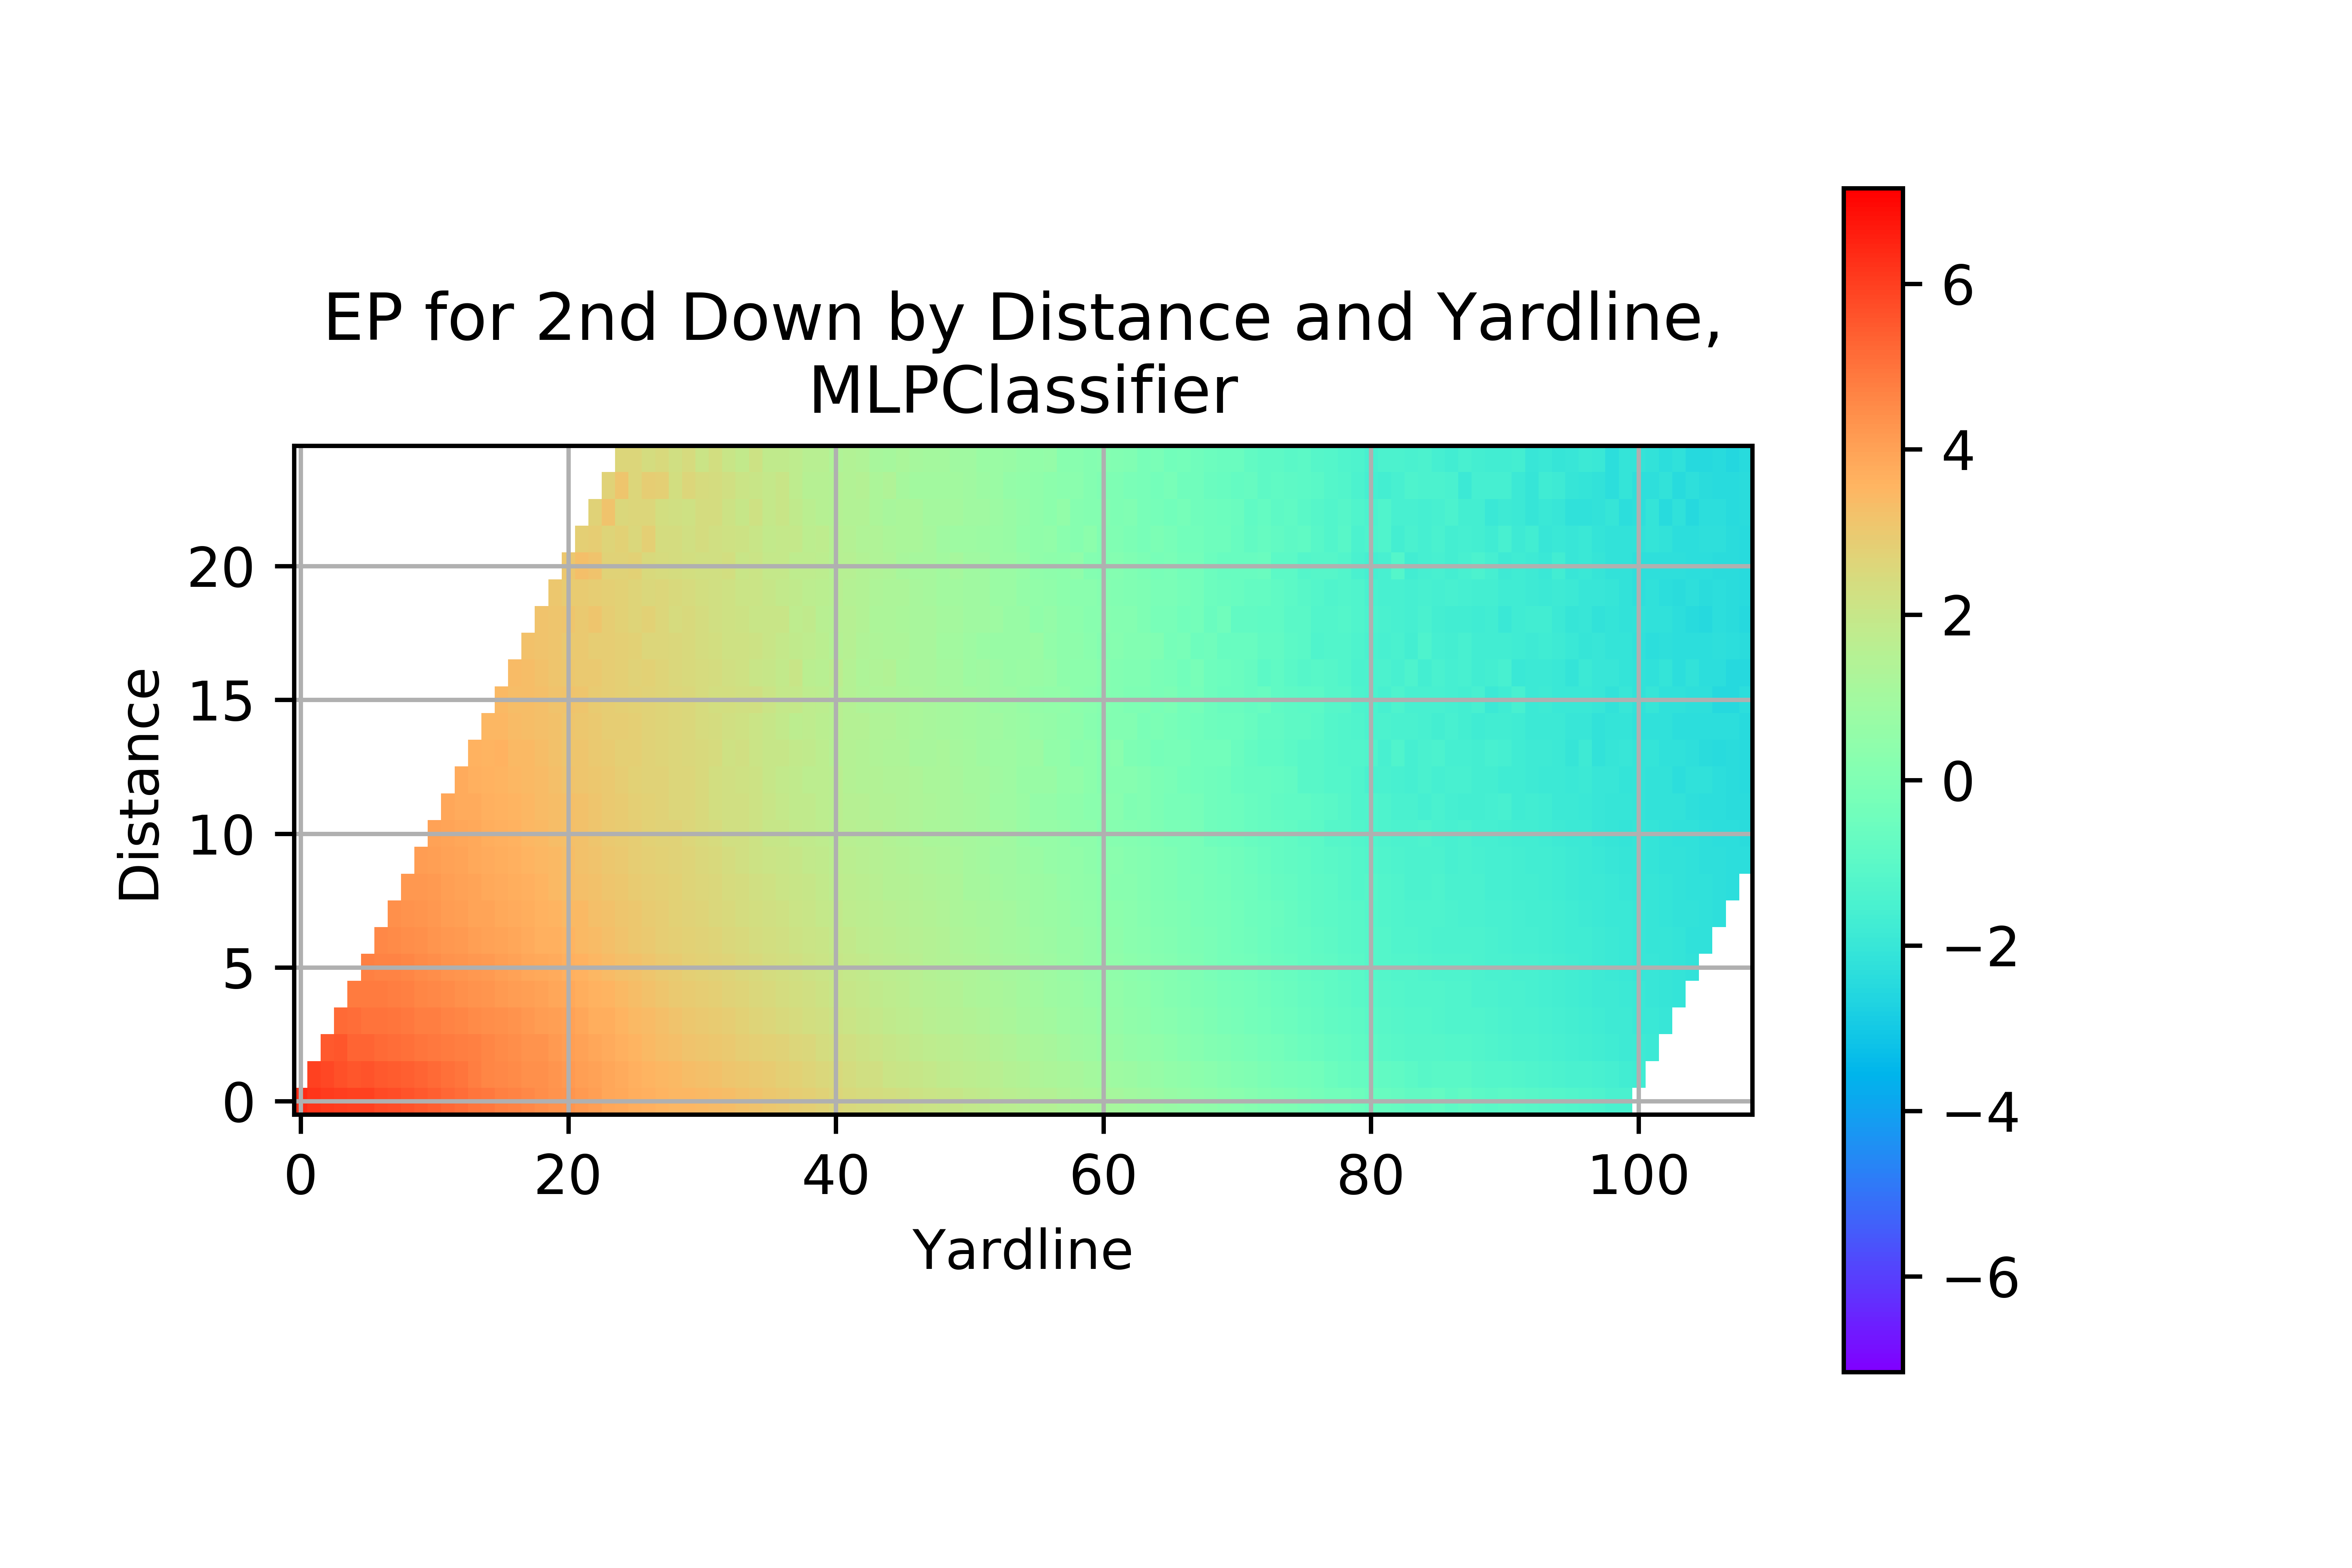 EP for 2nd Down by Distance and Yardline,
MLPClassifier
Distance
20
15
10
5
0
0 20 40 60 80 100
Yardline
6
4
2
0
−2
−4
−6